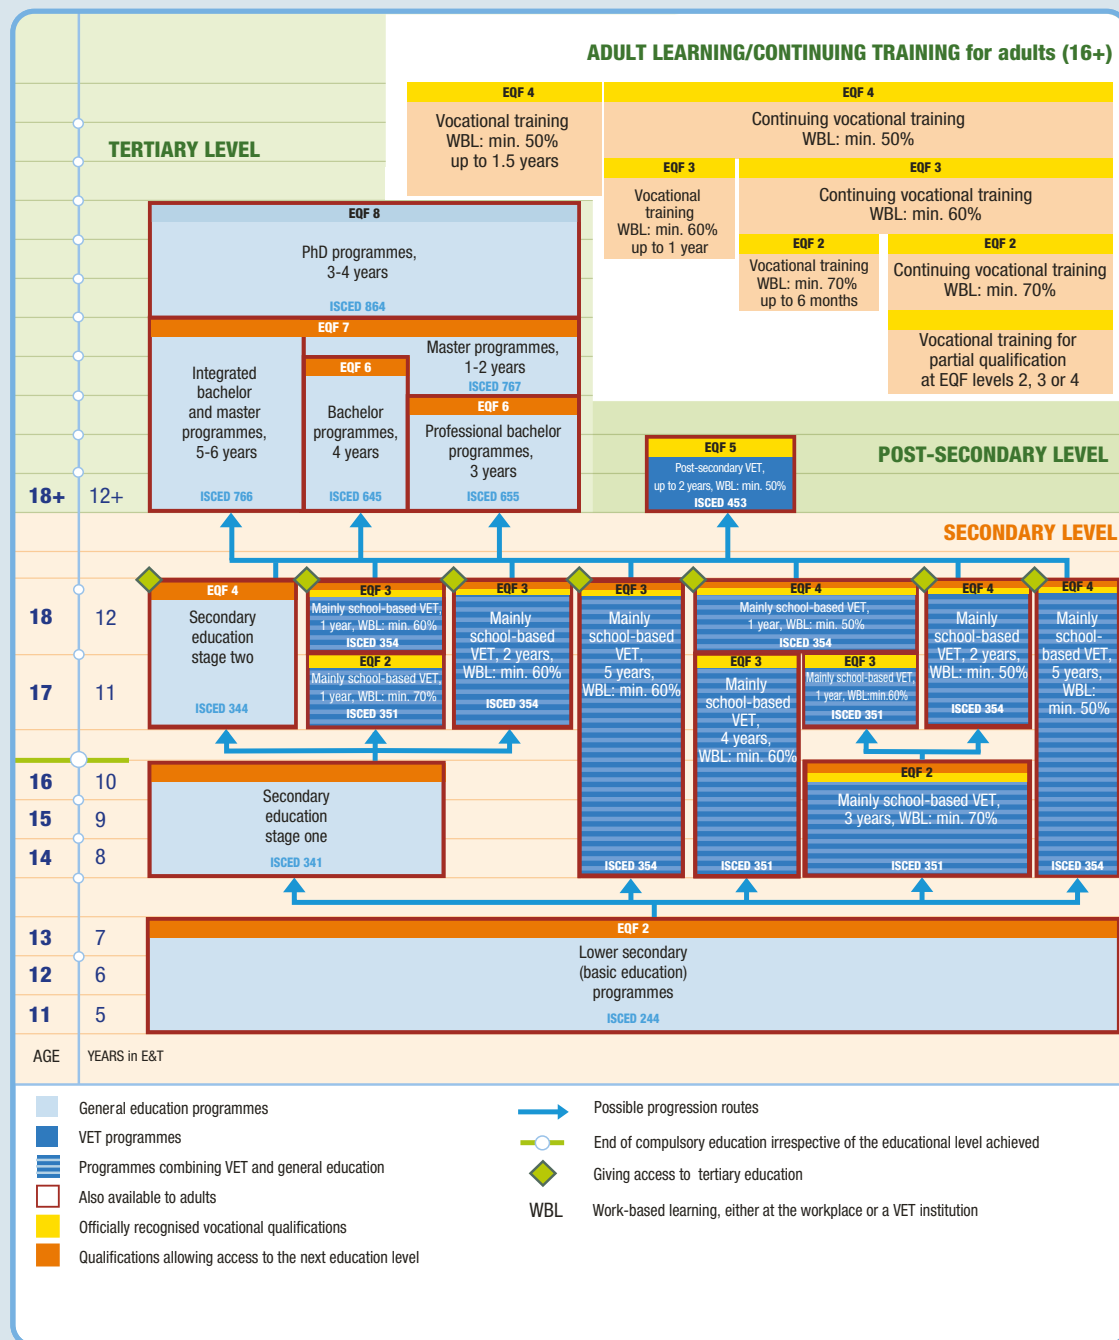 ADULT LEARNING/CONTINUING TRAINING for adults (16+)
EQF 4
Vocational training
WBL: min. 50%
up to 1.5 years
EQF 4
Continuing vocational training
WBL: min. 50%
TERTIARY LEVEL
EQF 3
Vocational
training
WBL: min. 60%
up to 1 year
EQF 3
Continuing vocational training
WBL: min. 60%
EQF 2
Vocational training
WBL: min. 70%
up to 6 months
EQF 2
Continuing vocational training
WBL: min. 70%
Vocational training for
partial qualification
at EQF levels 2, 3 or 4
EQF 8
PhD programmes,
3-4 years
ISCED 864
EQF 7
Integrated
bachelor
and master
programmes,
5-6 years
ISCED 766
Master programmes,
1-2 years
ISCED 767
EQF 6
Bachelor
programmes,
4 years
ISCED 645
EQF 6
Professional bachelor
programmes,
3 years
ISCED 655
EQF 5
Post-secondary VET,
up to 2 years, WBL: min. 50%
ISCED 453
POST-SECONDARY LEVEL
18+ 12+
SECONDARY LEVEL
18 12
17 11
EQF 4
Secondary
education
stage two
ISCED 344
EQF 3
Mainly school-based VET,
1 year, WBL: min. 60%
ISCED 354
EQF 2
Mainly school-based VET,
1 year, WBL: min. 70%
ISCED 351
EQF 3
Mainly
school-based
VET, 2 years,
WBL: min. 60%
ISCED 354
EQF 3
Mainly
school-based
VET,
5 years,
WBL: min. 60%
ISCED 354
EQF 4
Mainly school-based VET,
1 year, WBL: min. 50%
ISCED 354
EQF 3
Mainly
school-based
VET,
4 years,
WBL: min. 60%
ISCED 351
EQF 3
Mainly school-based VET,
1 year, WBL:min.60%
ISCED 351
EQF 4
Mainly
school-based
VET, 2 years,
WBL: min. 50%
ISCED 354
EQF 4
Mainly
school-
based VET,
5 years,
WBL:
min. 50%
ISCED 354
16 10
15 9
14 8
Secondary
education
stage one
ISCED 341
EQF 2
Mainly school-based VET,
3 years, WBL: min. 70%
ISCED 351
13 7
12 6
11 5
EQF 2
Lower secondary
(basic education)
programmes
ISCED 244
AGE YEARS in E&T
General education programmes
VET programmes
Programmes combining VET and general education
Also available to adults
Officially recognised vocational qualifications
Qualifications allowing access to the next education level
Possible progression routes
End of compulsory education irrespective of the educational level achieved
Giving access to tertiary education
WBL Work-based learning, either at the workplace or a VET institution